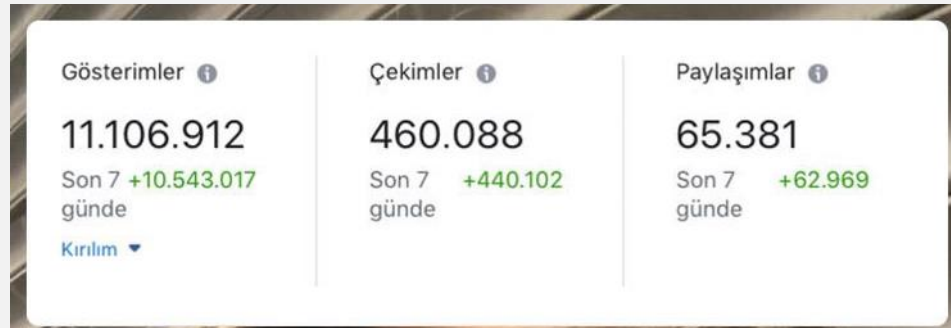 Gösterimler
11.106.912
Son 7 +10.543.017
günde
Kırılım
Çekimler
460.088
Son 7 +440.102
günde
Paylaşımlar
65.381
Son 7 +62.969
günde